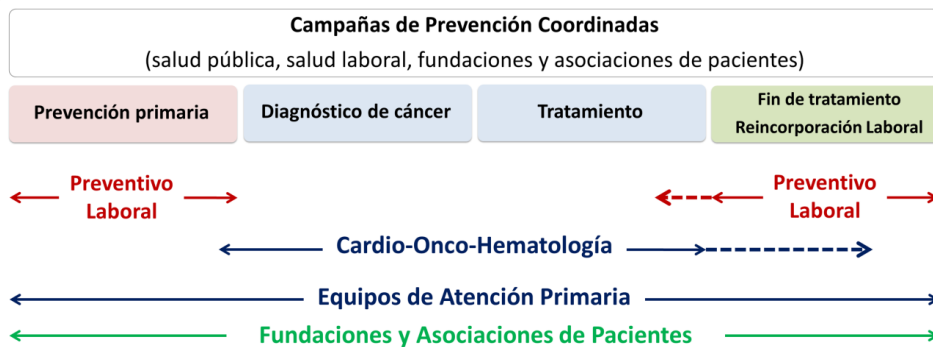 Campañas de Prevención Coordinadas
(salud pública, salud laboral, fundaciones y asociaciones de pacientes)
Prevención primaria
Diagnóstico de cáncer
Tratamiento
Fin de tratamiento
Reincorporación Laboral
Preventivo
Laboral
Preventivo
Laboral
Cardio-Onco-Hematología
Equipos de Atención Primaria
Fundaciones y Asociaciones de Pacientes